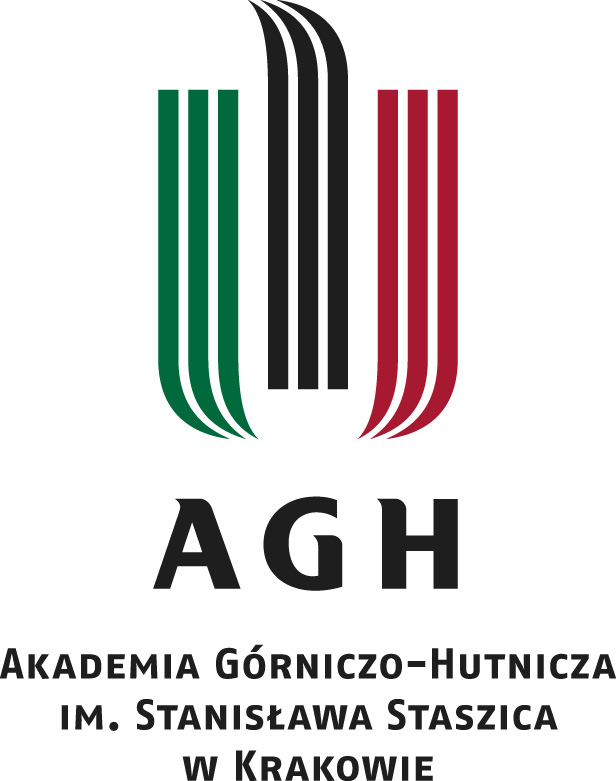 AGH
Akademia Górniczo-Hutnicza
im. Stanisława Staszica
w Krakowie